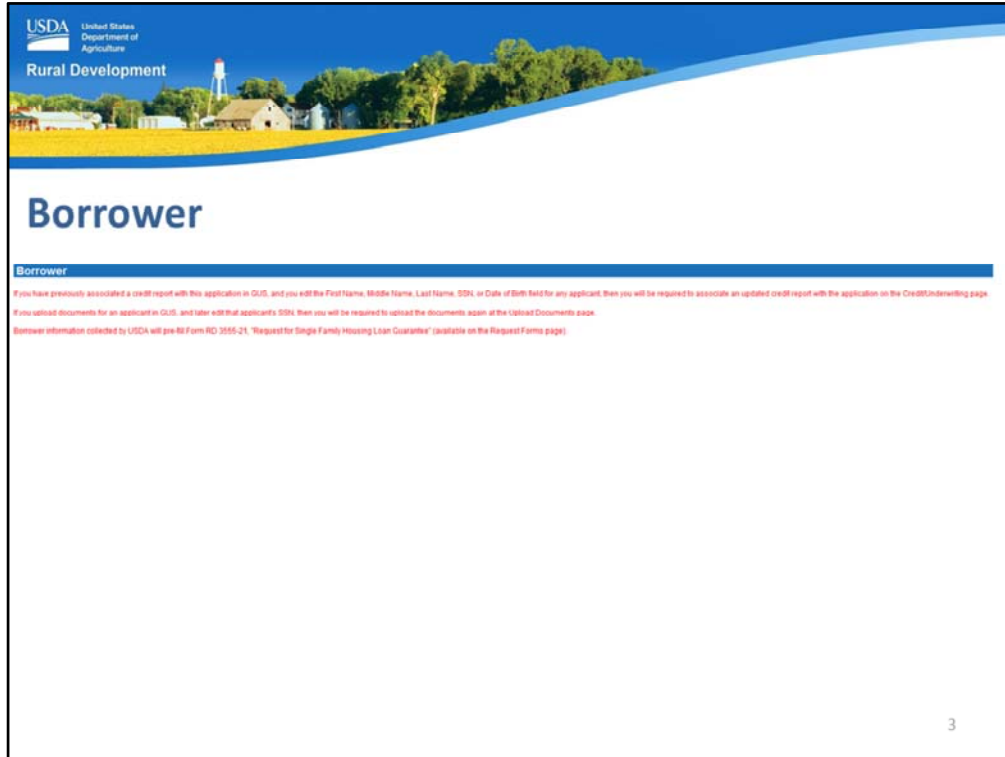 USDA
United States
Department of
Agriculture
Rural Development
Borrower
Borrower
If you have previously associated a credit report with this application in GUS, and you edit the First Name, Middle Name, Last Name, SSN, or Date of Birth field for any applicant, then you will be required to associate an updated credit report with the application on the Credit/Underwriting page.
If you upload documents for an applicant in GUS, and later edit that applicant's SSN, then you will be required to upload the documents again at the Upload Documents page.
Borrower information collected by USDA will pre-fill Form RD 3555-21, "Request for Single Family Housing Loan Guarantee" (available on the Request Forms page).
3